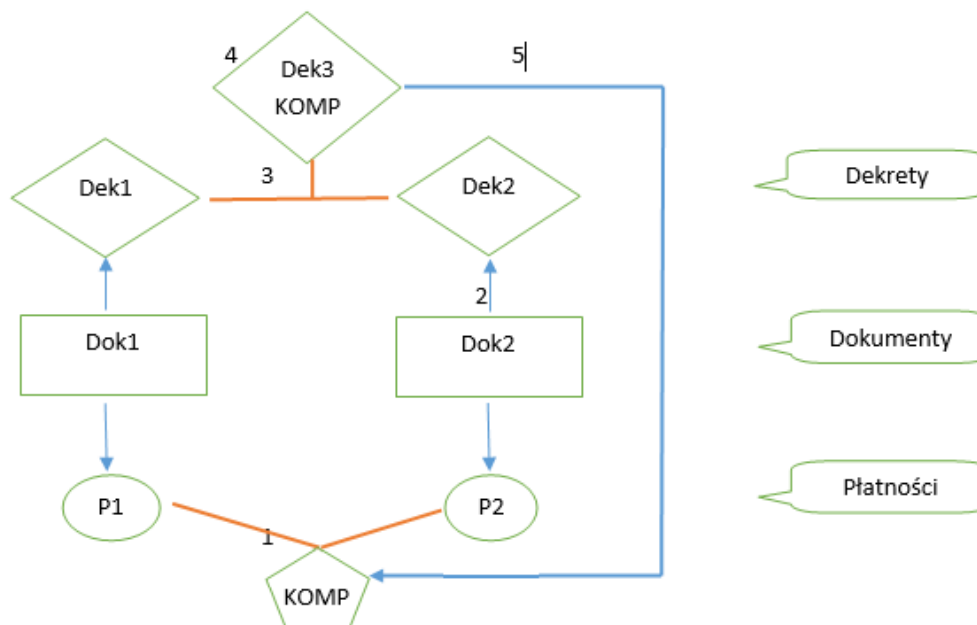 4
5
Dek3
KOMP
Dek1
3
Dek2
Dekrety
2
Dok1
Dok2
Dokumenty
P1
P2
Płatności
1
KOMP